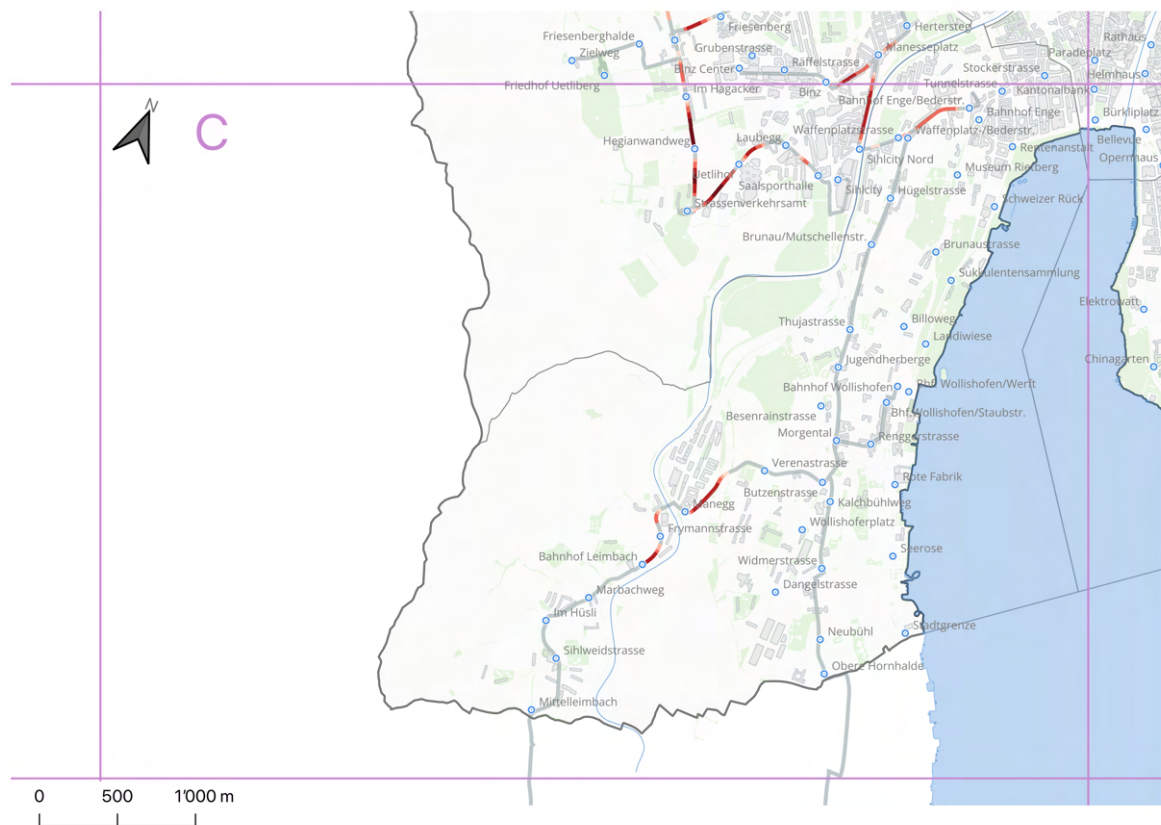 Hertersteg
Friesenberg
Friesenberghalde
Rathaus
Grubenstrasse
Manesseplatz
Zielweg
Paradeplatz
Räffelstrasse
Stockerstrasse
Binz Center
Helmhaus
Friedhof Uetliberg
Tunnelstrasse
Im Hagacker
Binz
Kantonalbank
N
Bahnhof Enge/Bederstr.
Bahnhof Enge
Bürkliplatz
C
Waffenplatzstrasse
Waffenplatz-/Bederstr.
Laubegg
Hegianwandweg
Bellevue
Rentenanstalt
Sihlcity Nord
Opernhaus
Museum Rietberg
Uetlihof
Saalsporthalle
Sihlcity
Hügelstrasse
Schweizer Rück
Strassenverkehrsamt
Brunau/Mutschellenstr.
Brunaustrasse
Sukkulentensammlung
Elektrowatt
Thujastrasse
Billoweg
Landiwiese
Jugendherberge
Chinagarten
Bahnhof Wollishofen
Bhf. Wollishofen/Werft
Besenrainstrasse
Bhf.Wollishofen/Staubstr.
Morgental
Renggerstrasse
Verenastrasse
Rote Fabrik
Butzenstrasse
Manegg
Kalchbühlweg
Frymannstrasse
Wollishoferplatz
Bahnhof Leimbach
Seerose
Widmerstrasse
Marbachweg
Dangelstrasse
Im Hüsli
Stadtgrenze
Neubühl
Sihlweidstrasse
Obere Hornhalde
Mittelleimbach
0 500 1'000 m